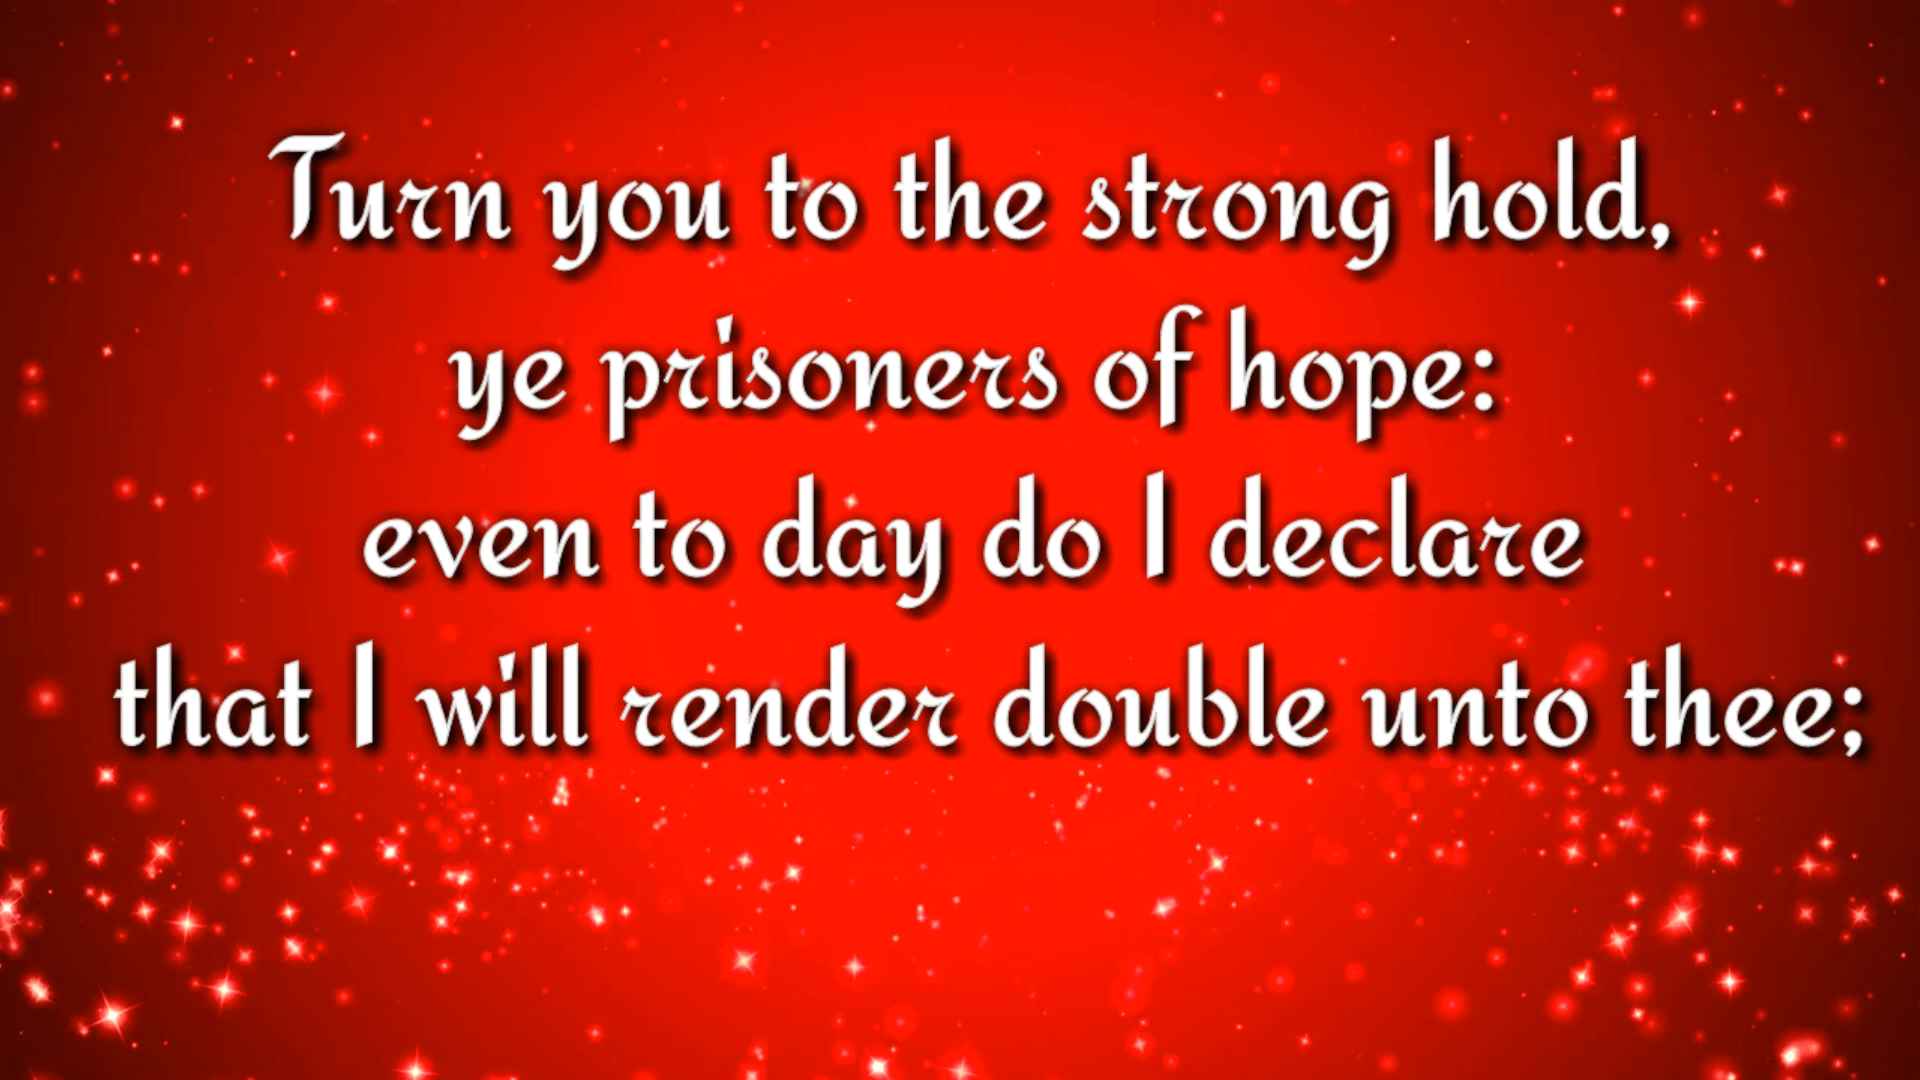 Turn you to the strong hold,
ye prisoners of hope:
even to day do I declare
that I will render double unto thee;